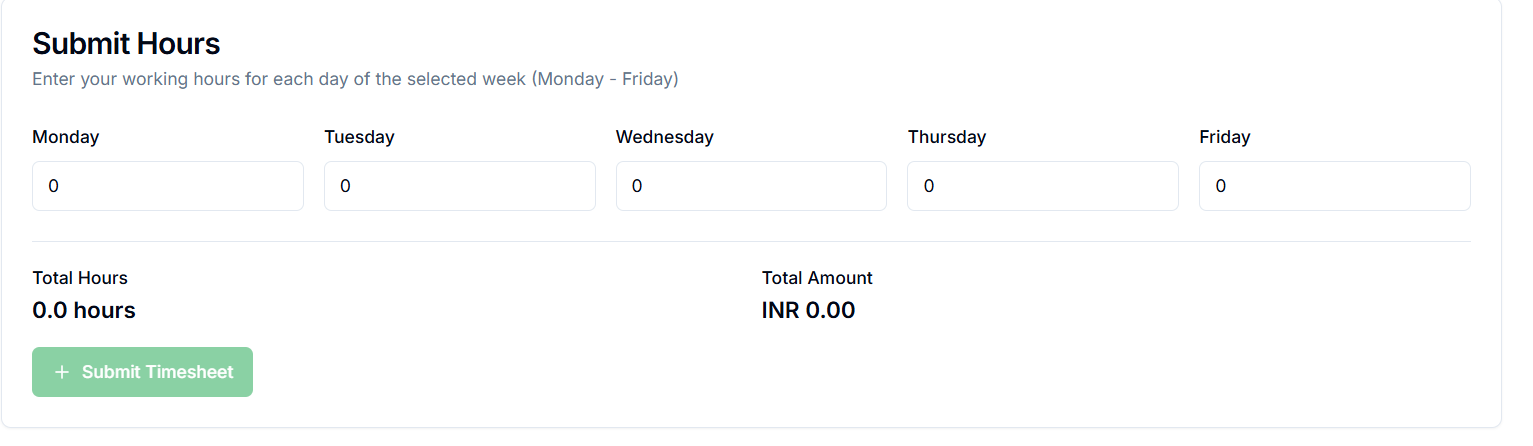 Submit Hours
Enter your working hours for each day of the selected week (Monday - Friday)
Monday Tuesday Wednesday Thursday Friday
0 0 0 0 0
Total Hours Total Amount
0.0 hours INR 0.00
+ Submit Timesheet